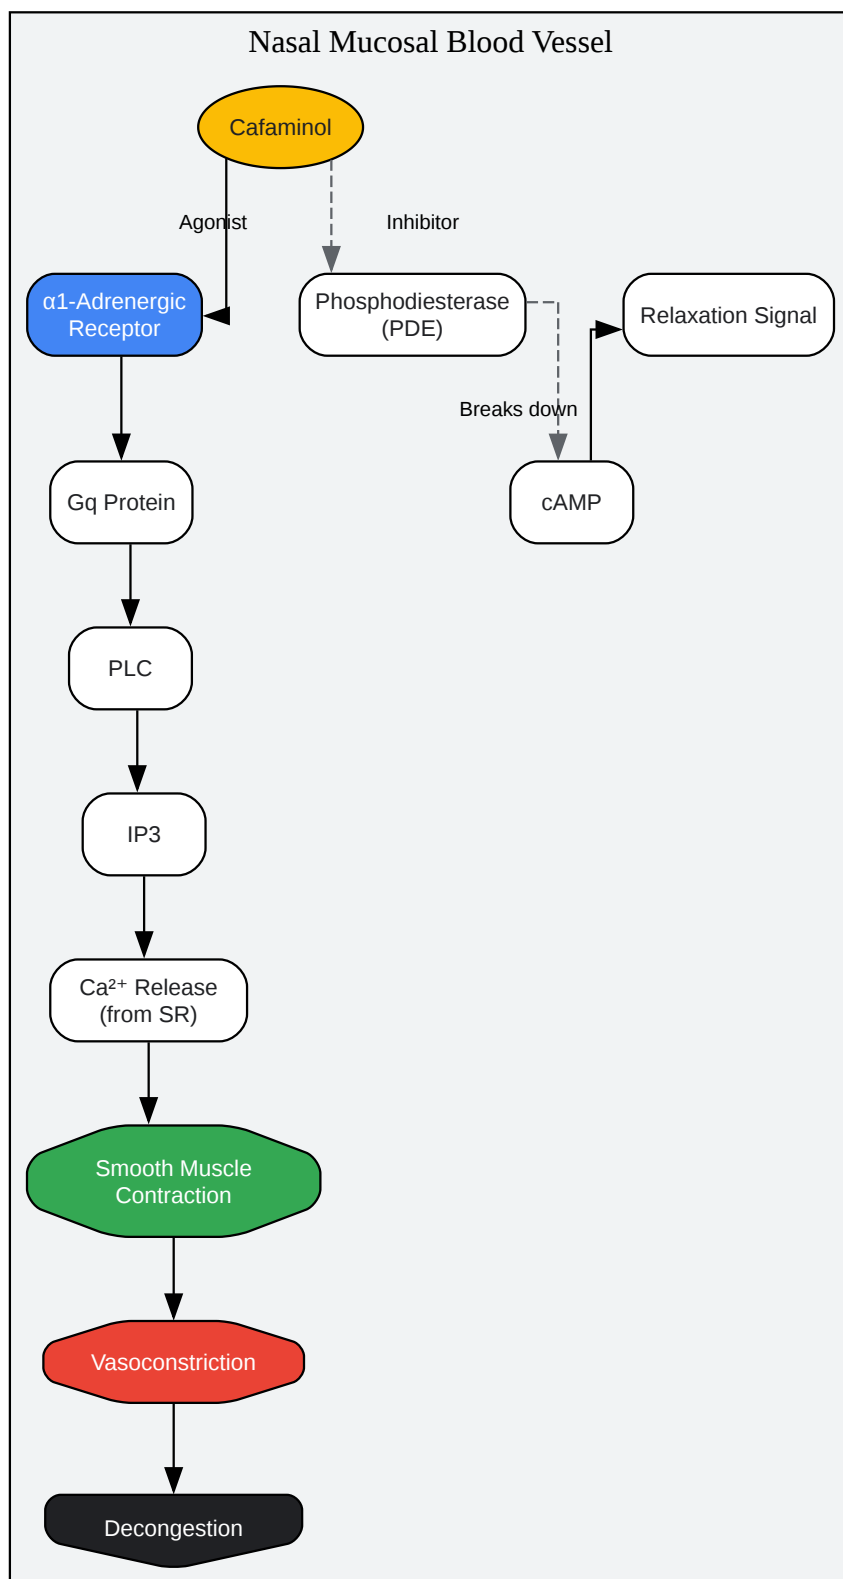 Nasal Mucosal Blood Vessel
Cafaminol
Agonist
Inhibitor
α1-Adrenergic
Receptor
Phosphodiesterase
(PDE)
Relaxation Signal
Breaks down
Gq Protein
cAMP
PLC
IP3
Ca²⁺ Release
(from SR)
Smooth Muscle
Contraction
Vasoconstriction
Decongestion